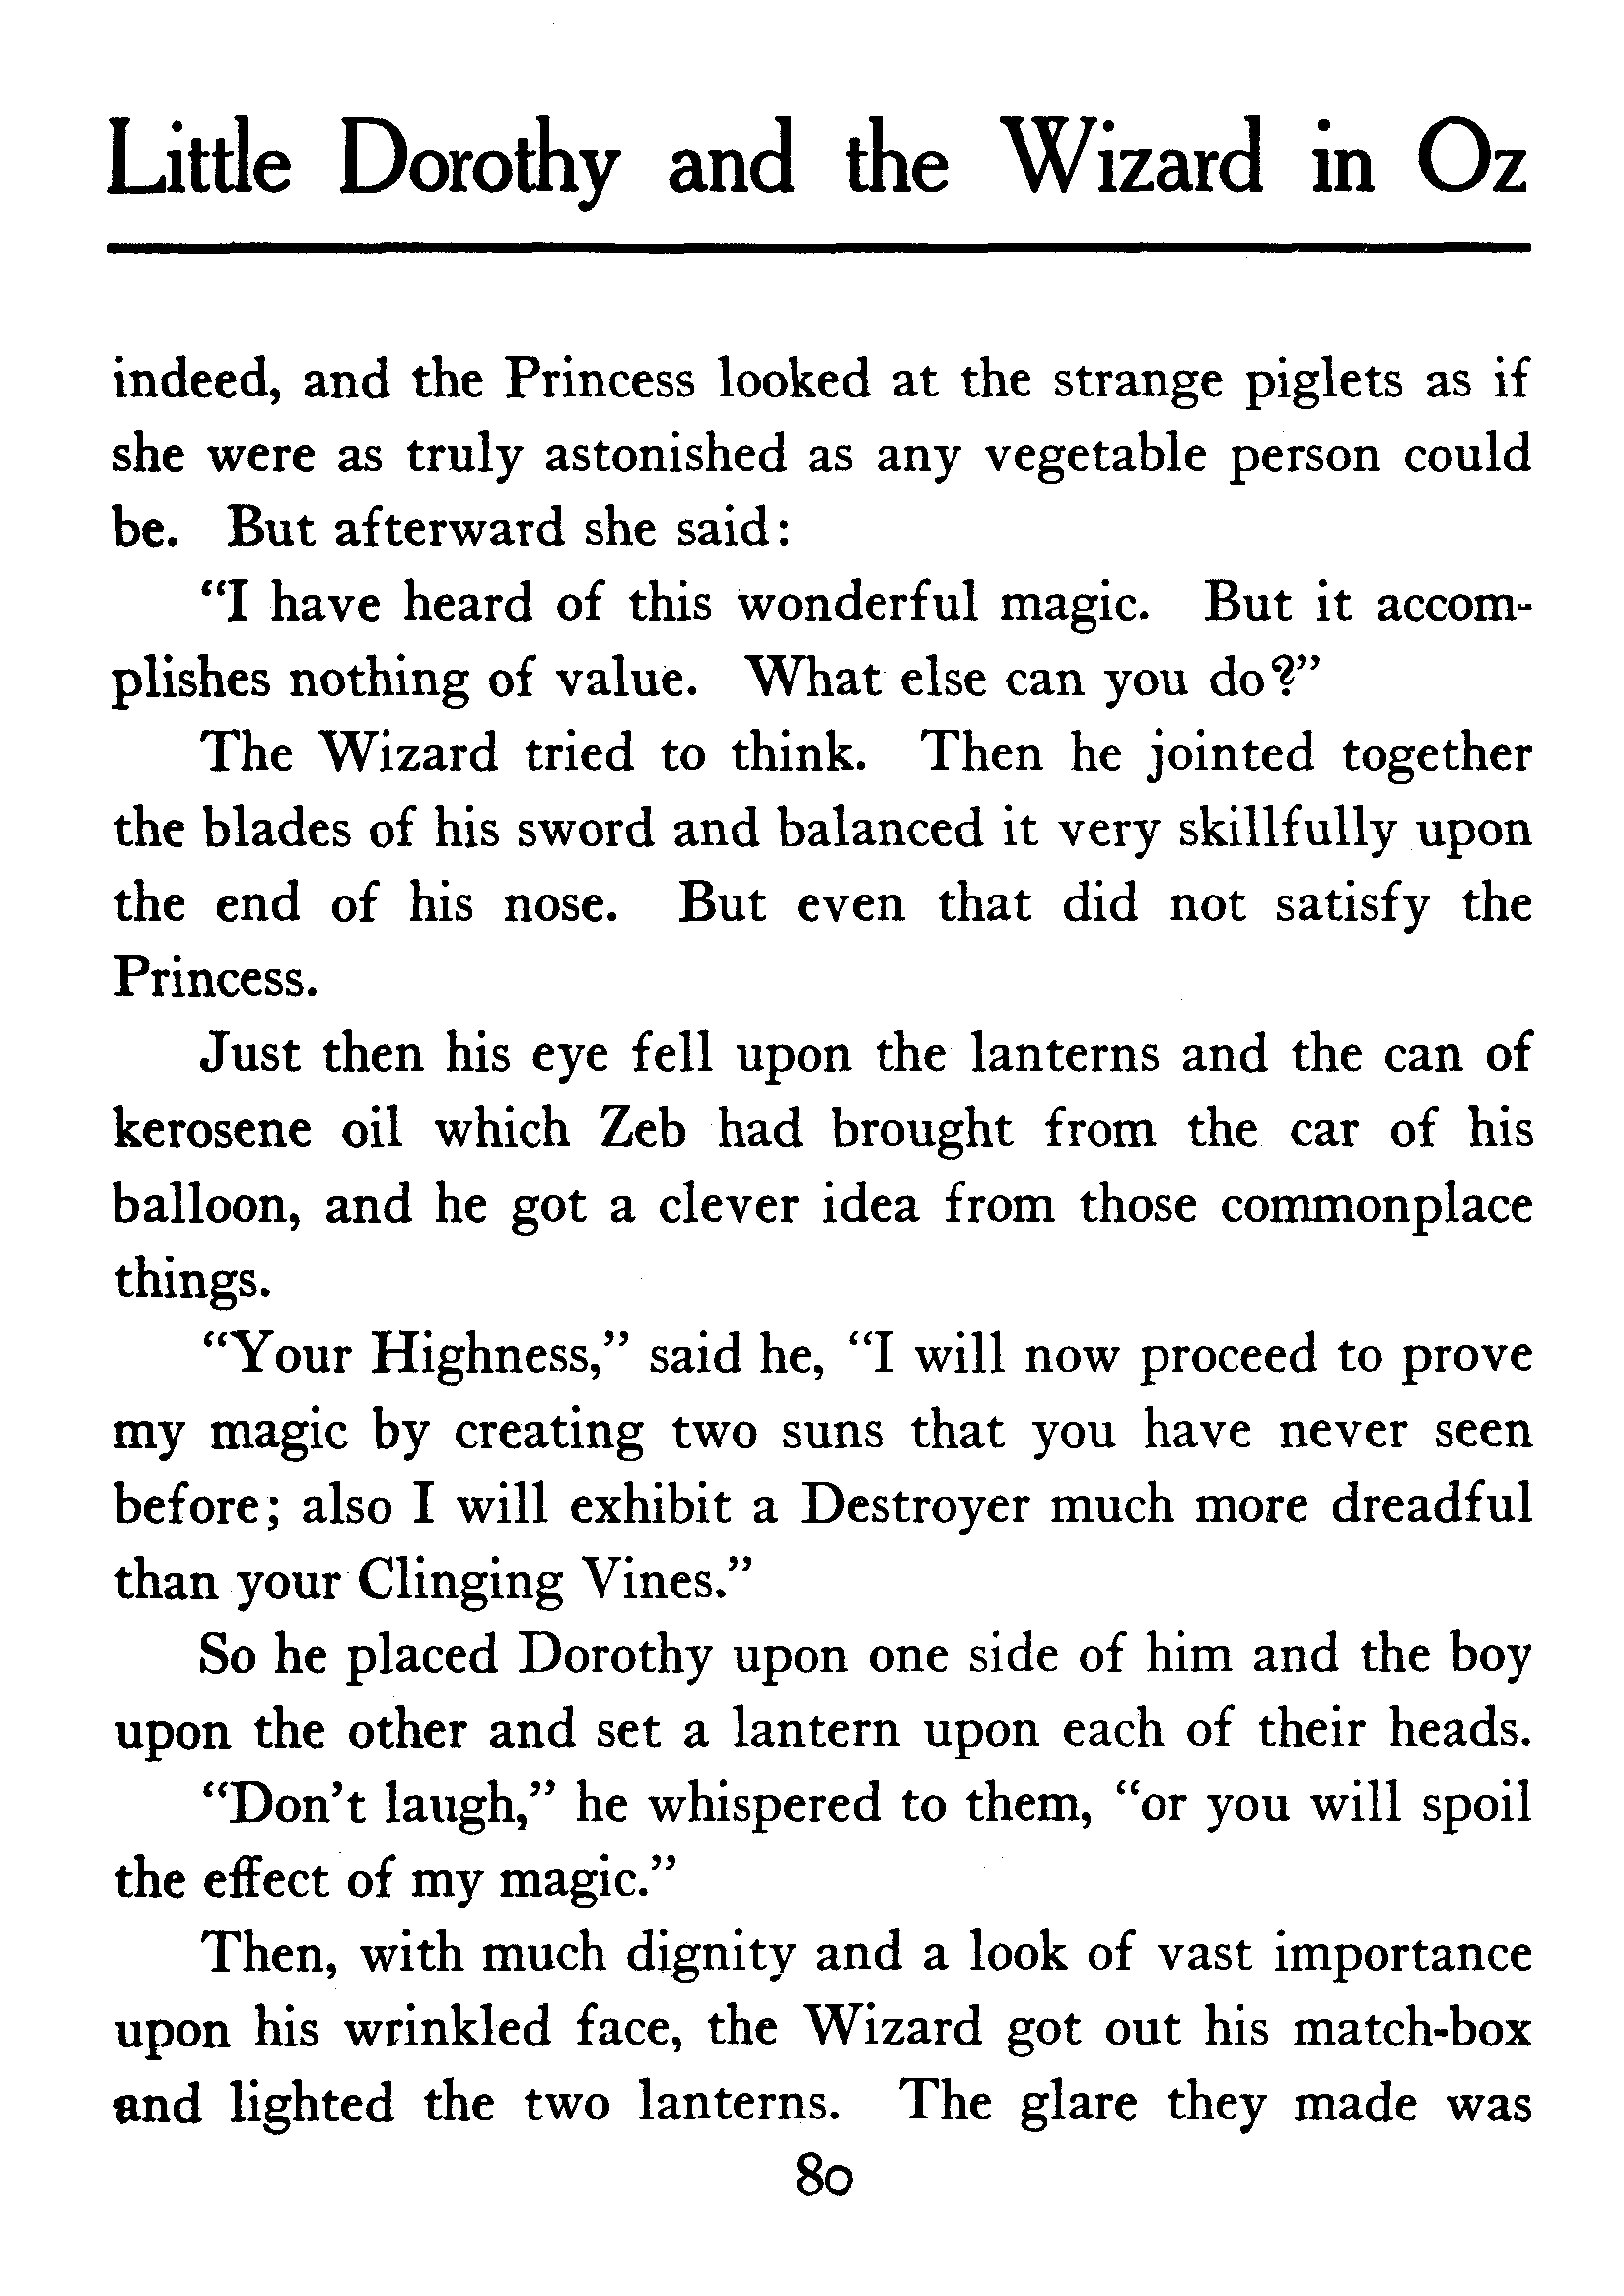 Little Dorothy and the Wizard in Oz
indeed, and the Princess looked at the strange piglets as if
she were as truly astonished as any vegetable person could
be. But afterward she said:
“I have heard of this wonderful magic. But it accom-
plishes nothing of value. What else can you do?”
The Wizard tried to think. Then he jointed together
the blades of his sword and balanced it very skillfully upon
the end of his nose. But even that did not satisfy the
Princess.
Just then his eye fell upon the lanterns and the can of
kerosene oil which Zeb had brought from the car of his
balloon, and he got a clever idea from those commonplace
things.
“Your Highness,” said he, “I will now proceed to prove
my magic by creating two suns that you have never seen
before; also I will exhibit a Destroyer much more dreadful
than your Clinging Vines.”
So he placed Dorothy upon one side of him and the boy
upon the other and set a lantern upon each of their heads.
“Don’t laugh,” he whispered to them, “or you will spoil
the effect of my magic.”
Then, with much dignity and a look of vast importance
upon his wrinkled face, the Wizard got out his match-box
and lighted the two lanterns. The glare they made was
80